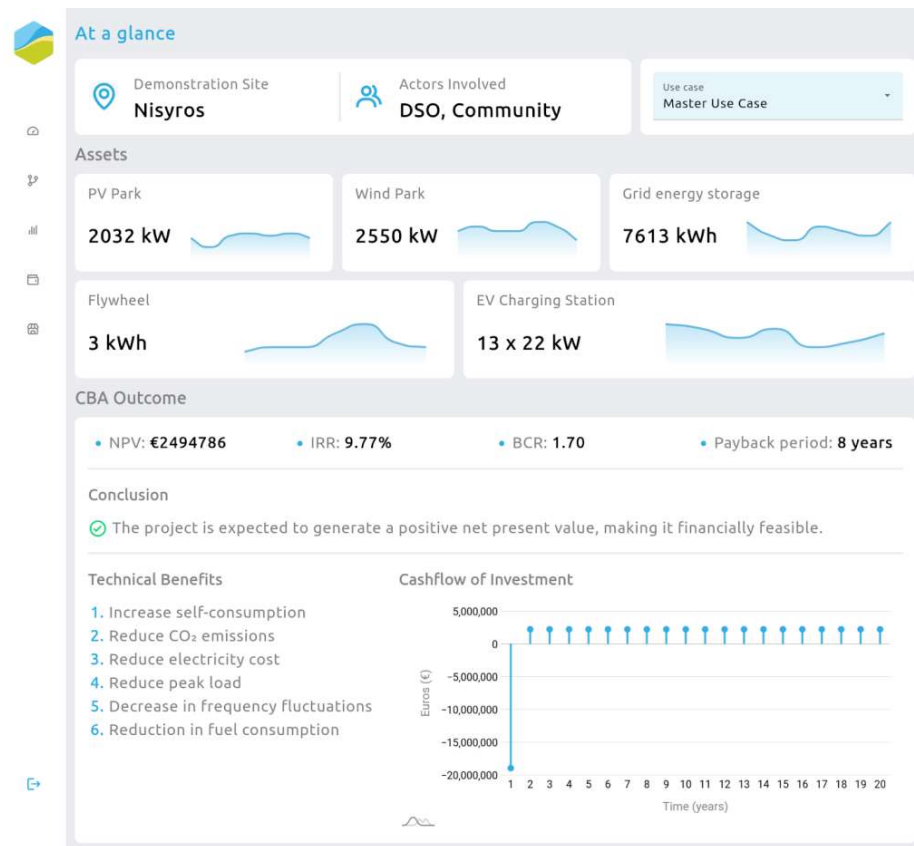 At a glance
Demonstration Site
Nisyros
Actors Involved
DSO, Community
Use case
Master Use Case
Assets
PV Park
2032 kW
Wind Park
2550 kW
Grid energy storage
7613 kWh
Flywheel
3 kWh
EV Charging Station
13 x 22 kW
CBA Outcome
• NPV: €2494786
• IRR: 9.77%
• BCR: 1.70
• Payback period: 8 years
Conclusion
The project is expected to generate a positive net present value, making it financially feasible.
Technical Benefits
1. Increase self-consumption
2. Reduce CO₂ emissions
3. Reduce electricity cost
4. Reduce peak load
5. Decrease in frequency fluctuations
6. Reduction in fuel consumption
Cashflow of Investment
5,000,000
0
−5,000,000
−10,000,000
−15,000,000
−20,000,000
Euros (€)
1 2 3 4 5 6 7 8 9 10 11 12 13 14 15 16 17 18 19 20
Time (years)